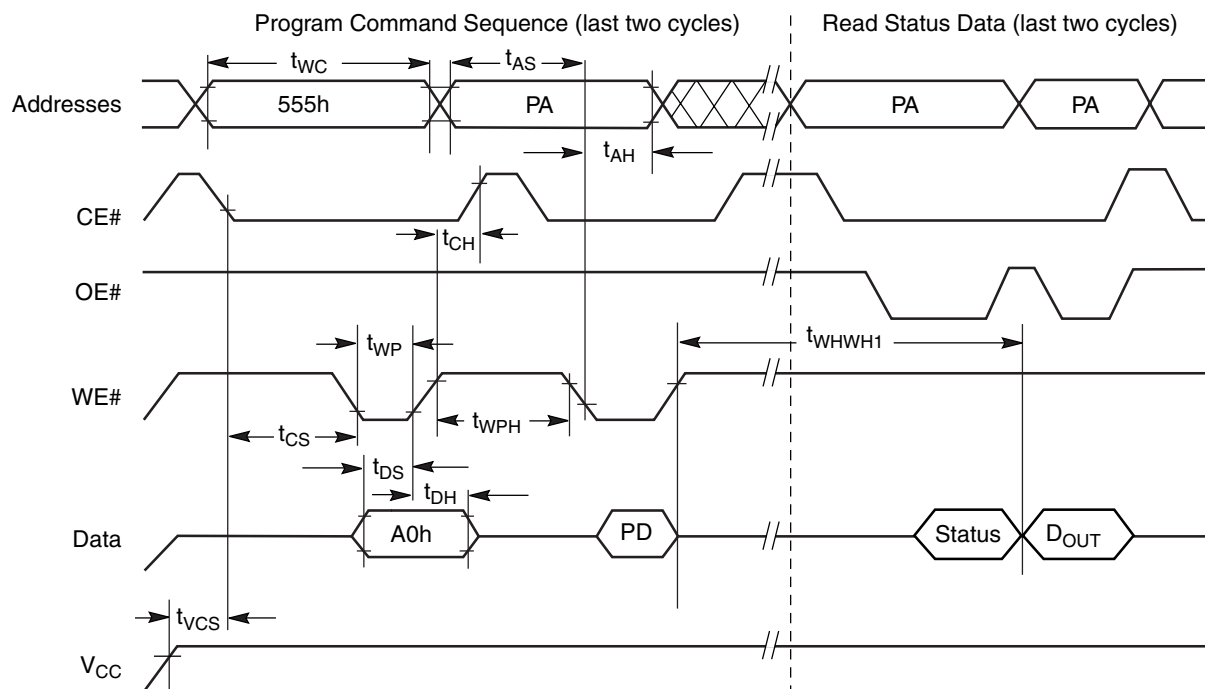 Program Command Sequence (last two cycles) Read Status Data (last two cycles)
tWC tAS
Addresses 555h PA PA PA
tAH
CE#
tCH
OE#
tWP tWHWH1
WE#
tCS tWPH
tDS
tDH
Data A0h PD Status DOUT
tVCS
VCC